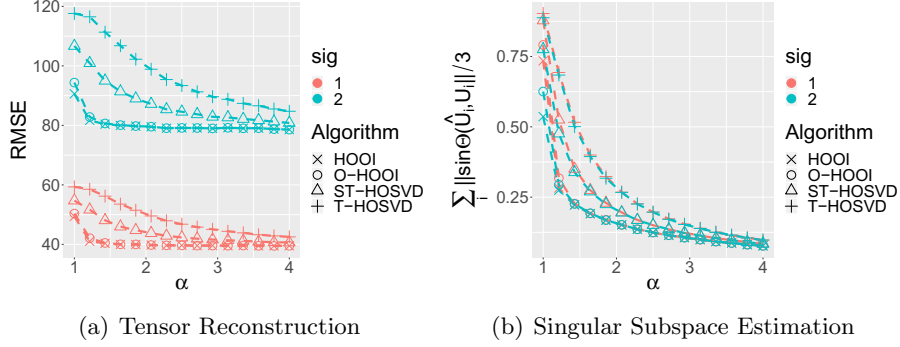 120
100
80
60
40
RMSE
1
2
3
4
α
sig
1
2
Algorithm
HOOI
O-HOOI
ST-HOSVD
T-HOSVD
(a) Tensor Reconstruction
0.75
0.50
0.25
∑i ||sinΘ(Ûi, Ui||/3
1
2
3
4
α
sig
1
2
Algorithm
HOOI
O-HOOI
ST-HOSVD
T-HOSVD
(b) Singular Subspace Estimation